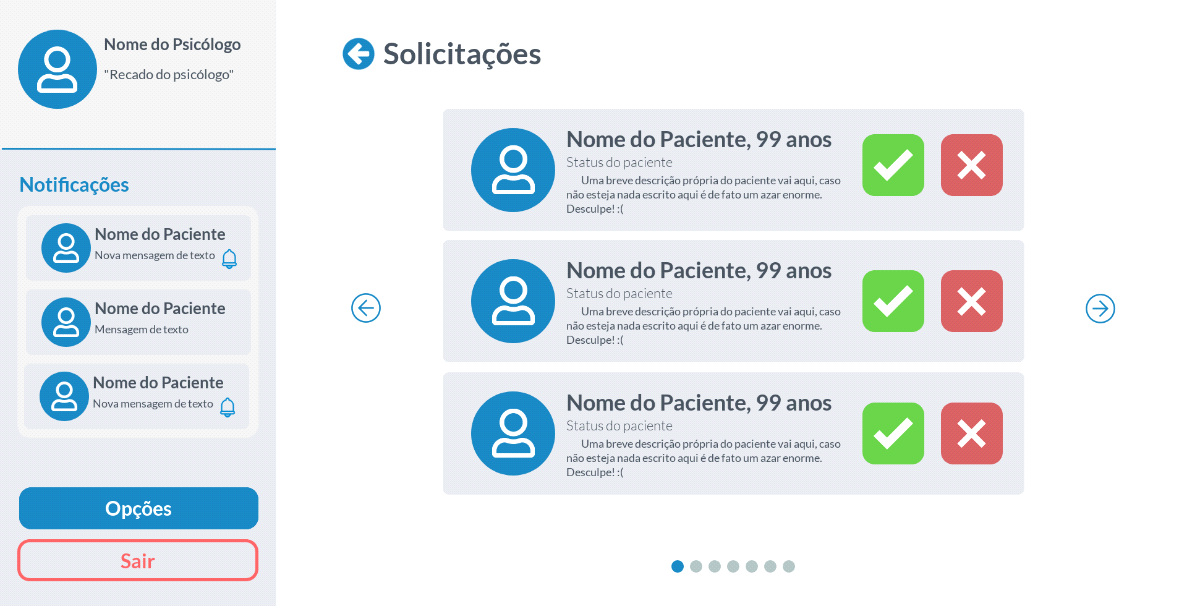 Nome do Psicólogo
"Recado do psicólogo"
Notificações
Nome do Paciente
Nova mensagem de texto
Nome do Paciente
Mensagem de texto
Nome do Paciente
Nova mensagem de texto
Opções
Sair
Solicitações
Nome do Paciente, 99 anos
Status do paciente
Uma breve descrição própria do paciente vai aqui, caso
não esteja nada escrito aqui é de fato um azar enorme.
Desculpe! :(
Nome do Paciente, 99 anos
Status do paciente
Uma breve descrição própria do paciente vai aqui, caso
não esteja nada escrito aqui é de fato um azar enorme.
Desculpe! :(
Nome do Paciente, 99 anos
Status do paciente
Uma breve descrição própria do paciente vai aqui, caso
não esteja nada escrito aqui é de fato um azar enorme.
Desculpe! :(